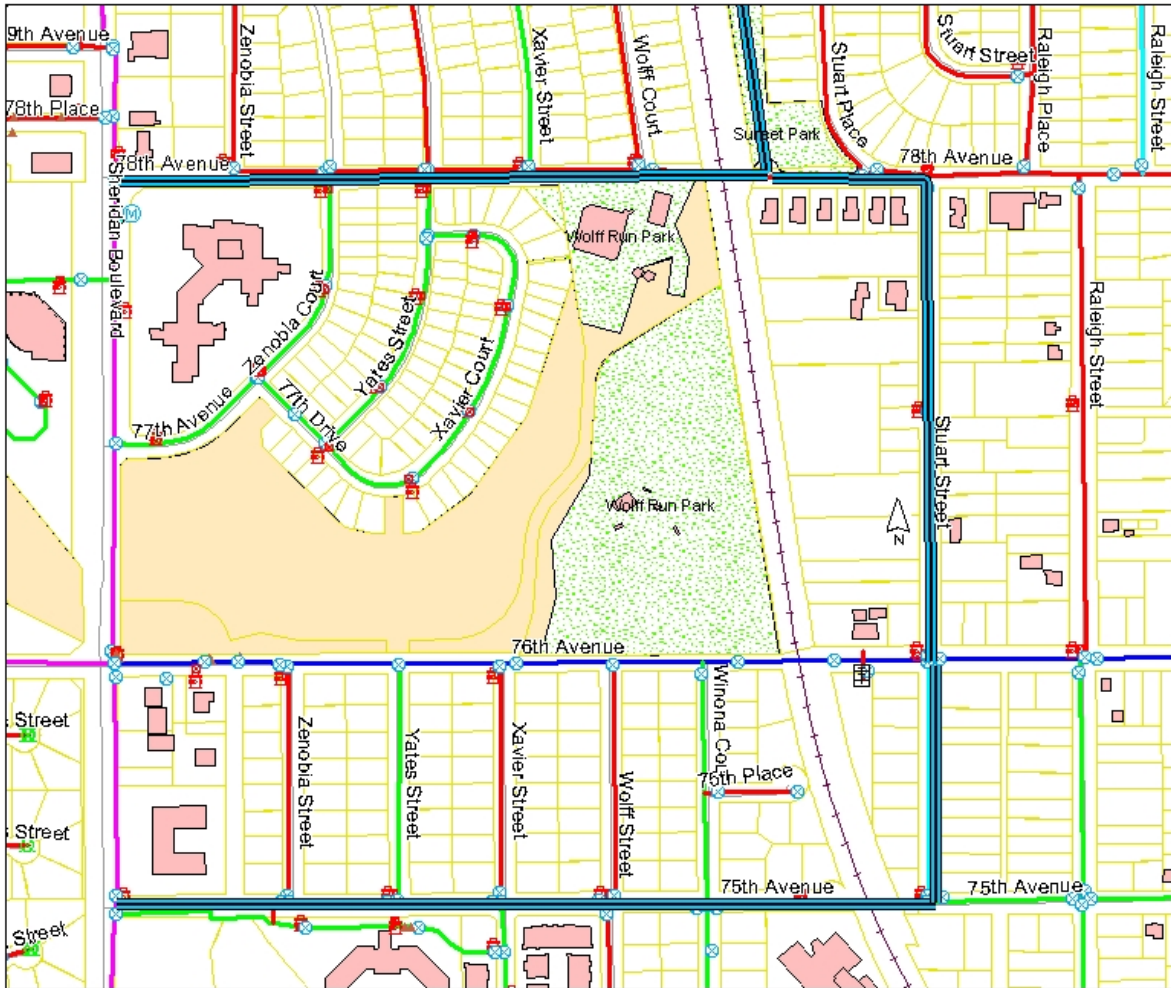 9th Avenue
Zenobia Street
Xavier Street
Wolff Court
Stuart Place
Stuart Street
Raleigh Place
Raleigh Street
78th Place
Sunset Park
78th Avenue
78th Avenue
Sheridan Boulevard
M
Wolff Run Park
Zenobia Court
Yates Street
Xavier Court
Raleigh Street
77th Avenue
77th Drive
Stuart Street
Wolff Run Park
N
76th Avenue
s Street
Zenobia Street
Yates Street
Xavier Street
Wolff Street
Winona Cou
75th Place
s Street
75th Avenue
75th Avenue
Street